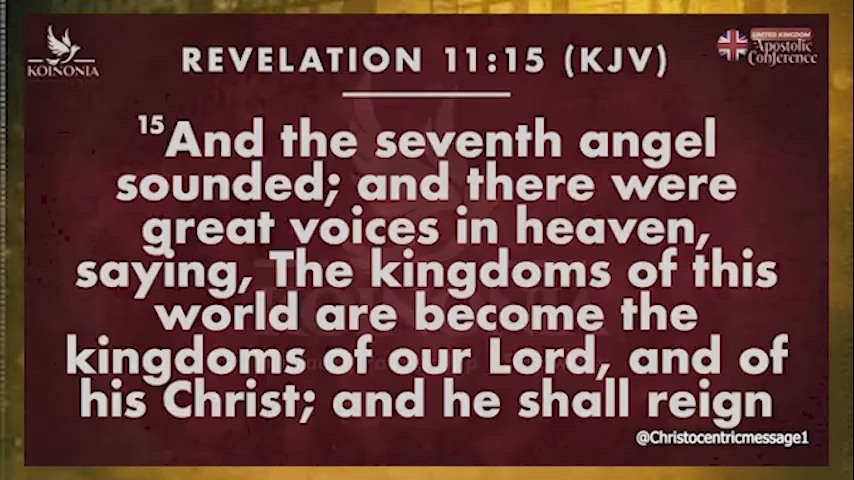 KOINONIA
REVELATION 11:15 (KJV)
UNITED KINGDOM
Apostolic
Conference
15And the seventh angel
sounded; and there were
great voices in heaven,
saying, The kingdoms of this
world are become the
kingdoms of our Lord, and of
his Christ; and he shall reign
@Christocentricmessage1